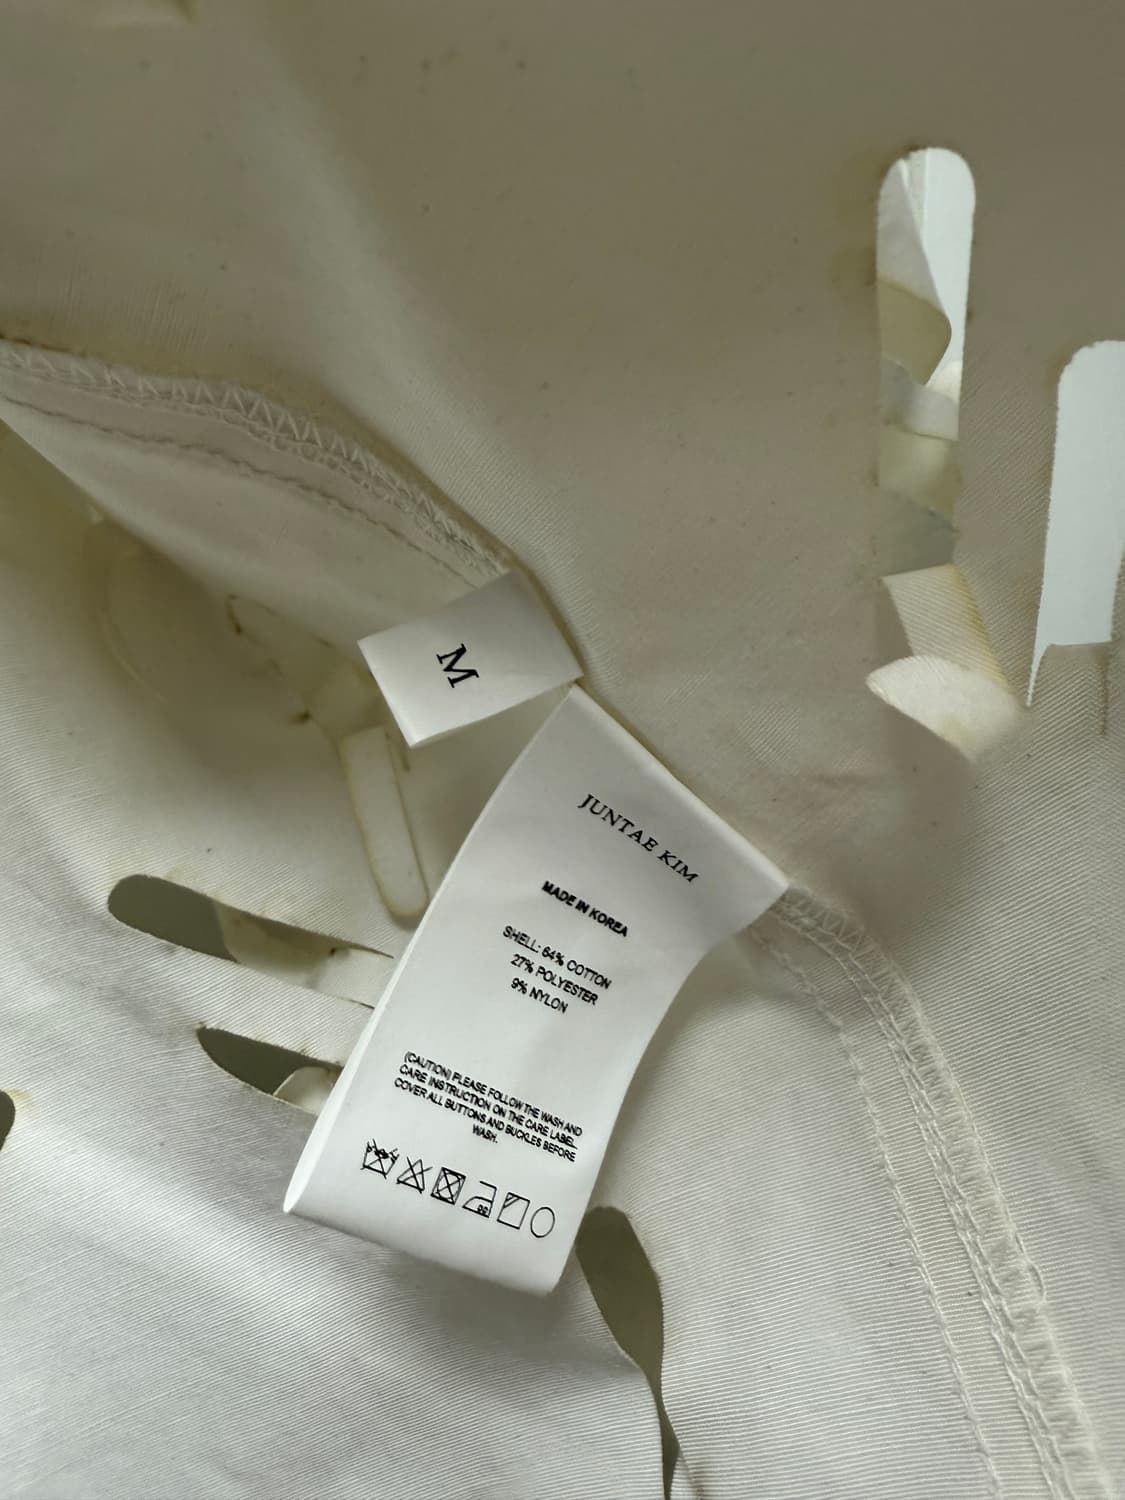 M
JUNTAE KIM
MADE IN KOREA
SHELL: 64% COTTON
27% POLYESTER
9% NYLON
(CAUTION) PLEASE FOLLOW THE WASH AND
CARE INSTRUCTION ON THE CARE LABEL.
COVER ALL BUTTONS AND BUCKLES BEFORE
WASH.